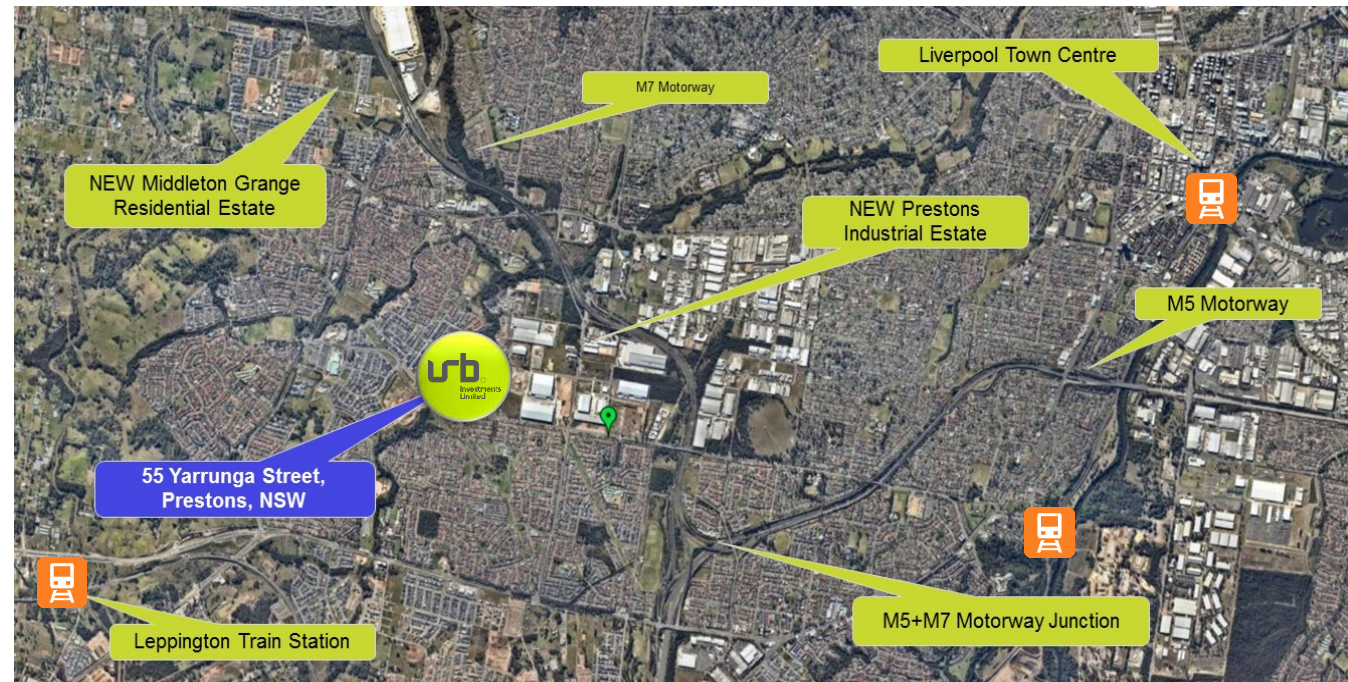 Liverpool Town Centre
M7 Motorway
NEW Middleton Grange
Residential Estate
NEW Prestons
Industrial Estate
M5 Motorway
urb
Investments
Limited
55 Yarrunga Street,
Prestons, NSW
M5+M7 Motorway Junction
Leppington Train Station